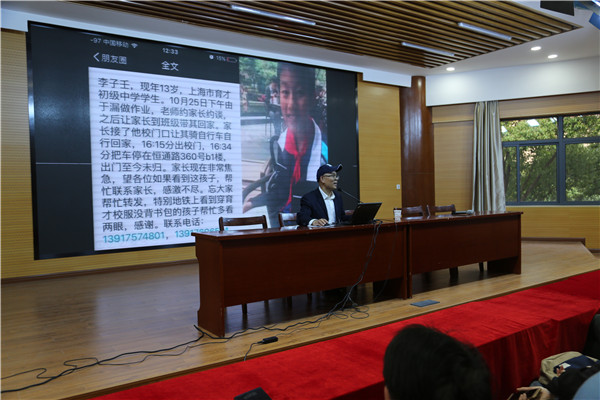 -97 中国移动
12:33
18%
朋友圈
全文
李子壬，现年13岁，上海市育才
初级中学学生。10月25日下午由
于漏做作业，老师约家长约谈，
之后让家长到班级带其回家。家
长接了他校门口让其骑自行车自
行回家，16:15分出校门，16:34
分把车停在恒通路360号b1楼，
出门至今未归。家长现在非常焦
急，望各位如果看到这孩子，帮
忙联系家长，感激不尽。忘大家
帮忙转发，特别地铁上看到穿育
才校服没背书包的孩子帮忙多看
两眼，感谢。联系电话：
13917574801，